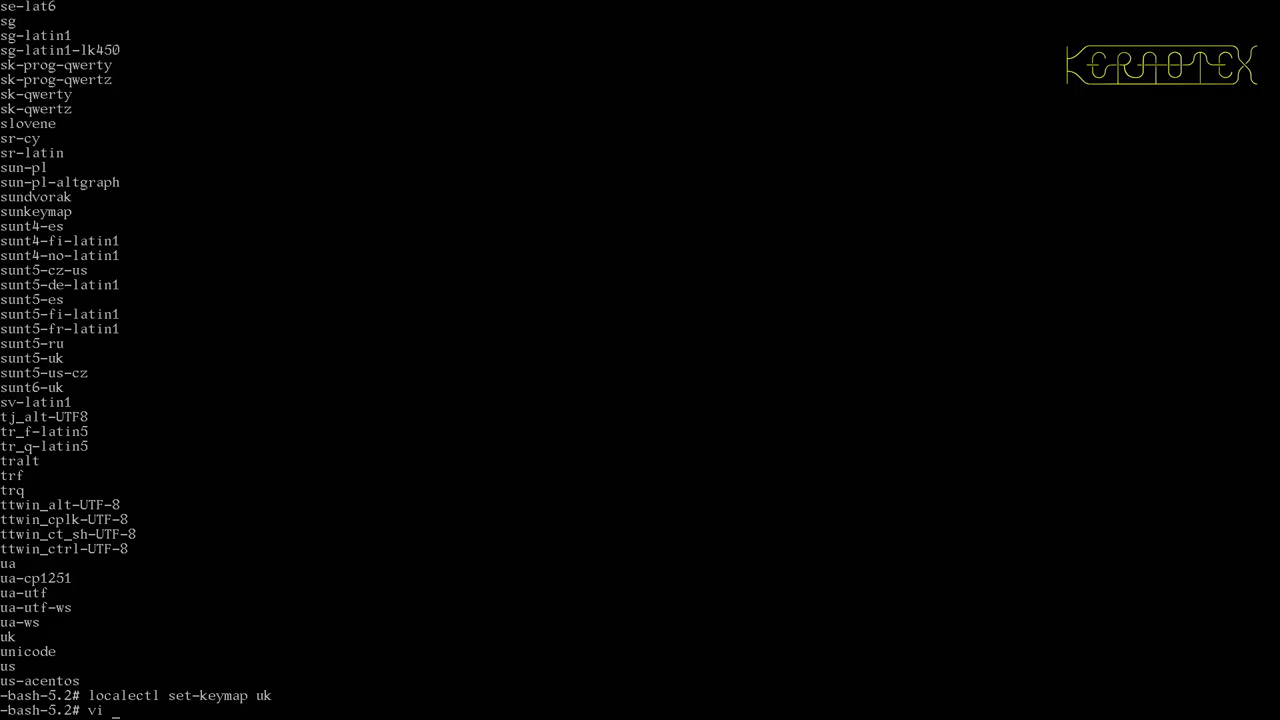 se-lat6
sg
sg-latin1
sg-latin1-lk450
sk-prog-qwerty
sk-prog-qwertz
sk-qwerty
sk-qwertz
slovene
sr-cy
sr-latin
sun-pl
sun-pl-altgraph
sundvorak
sunkeymap
sunt4-es
sunt4-fi-latin1
sunt4-no-latin1
sunt5-cz-us
sunt5-de-latin1
sunt5-es
sunt5-fi-latin1
sunt5-fr-latin1
sunt5-ru
sunt5-uk
sunt5-us-cz
sunt6-uk
sv-latin1
tj_alt-UTF8
tr_f-latin5
tr_q-latin5
tralt
trf
trq
ttwin_alt-UTF-8
ttwin_cplk-UTF-8
ttwin_ct_sh-UTF-8
ttwin_ctrl-UTF-8
ua
ua-cp1251
ua-utf
ua-utf-ws
ua-ws
uk
unicode
us
us-acentos
-bash-5.2# localectl set-keymap uk
-bash-5.2# vi _